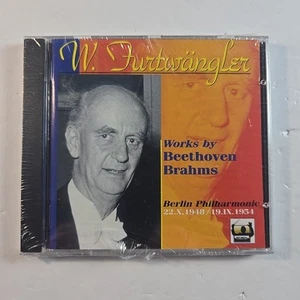 W. Furtwängler
Works by
Beethoven
Brahms
Berlin Philharmonic
22.X.1948/19.IX.1954